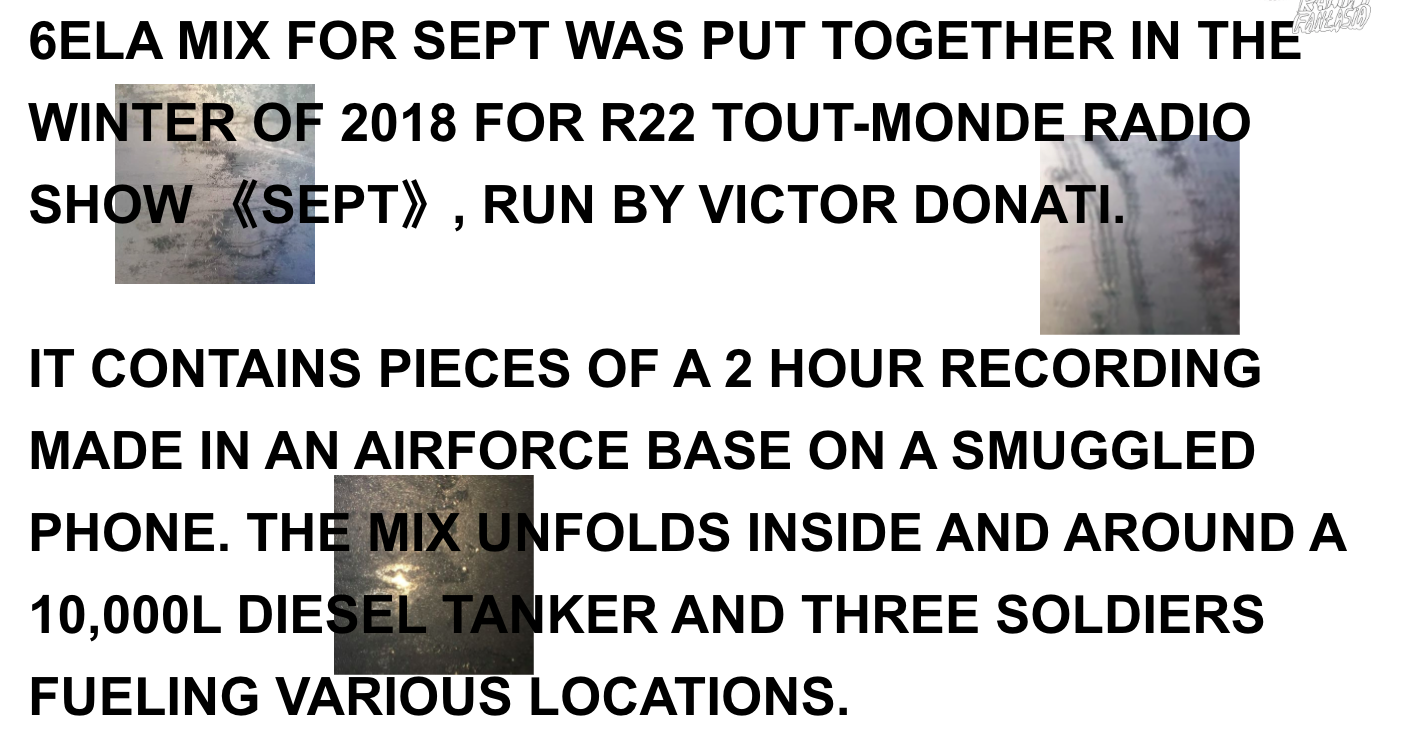 6ELA MIX FOR SEPT WAS PUT TOGETHER IN THE
WINTER OF 2018 FOR R22 TOUT-MONDE RADIO
SHOW 《SEPT》, RUN BY VICTOR DONATI.
IT CONTAINS PIECES OF A 2 HOUR RECORDING
MADE IN AN AIRFORCE BASE ON A SMUGGLED
PHONE. THE MIX UNFOLDS INSIDE AND AROUND A
10,000L DIESEL TANKER AND THREE SOLDIERS
FUELING VARIOUS LOCATIONS.